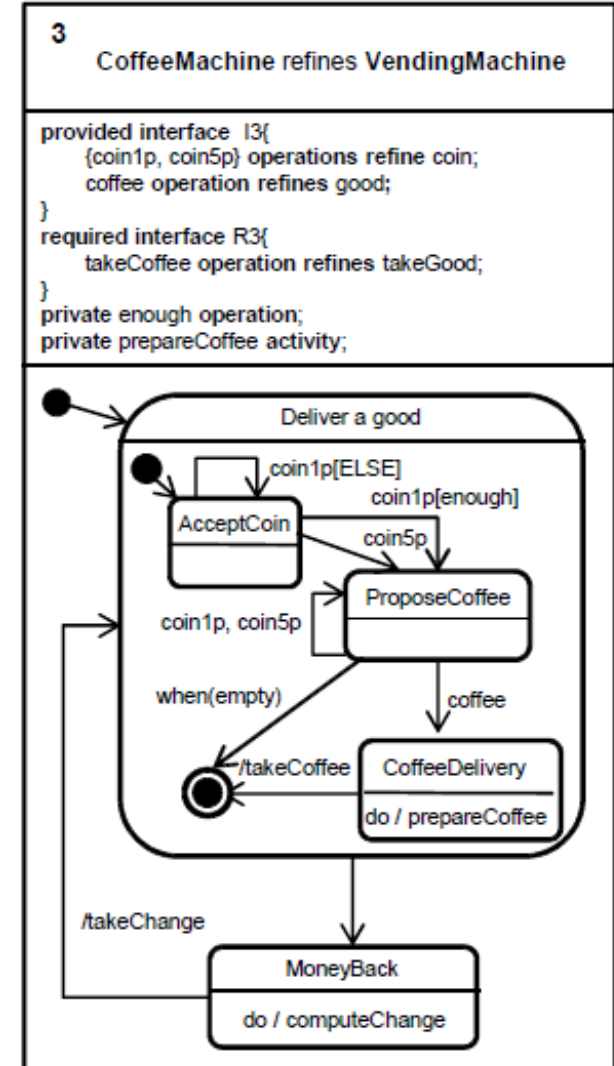 3
CoffeeMachine refines VendingMachine
provided interface I3{
{coin1p, coin5p} operations refine coin;
coffee operation refines good;
}
required interface R3{
takeCoffee operation refines takeGood;
}
private enough operation;
private prepareCoffee activity;
Deliver a good
coin1p[ELSE]
coin1p[enough]
AcceptCoin
coin5p
ProposeCoffee
coin1p, coin5p
when(empty)
coffee
/takeCoffee
CoffeeDelivery
do / prepareCoffee
/takeChange
MoneyBack
do / computeChange